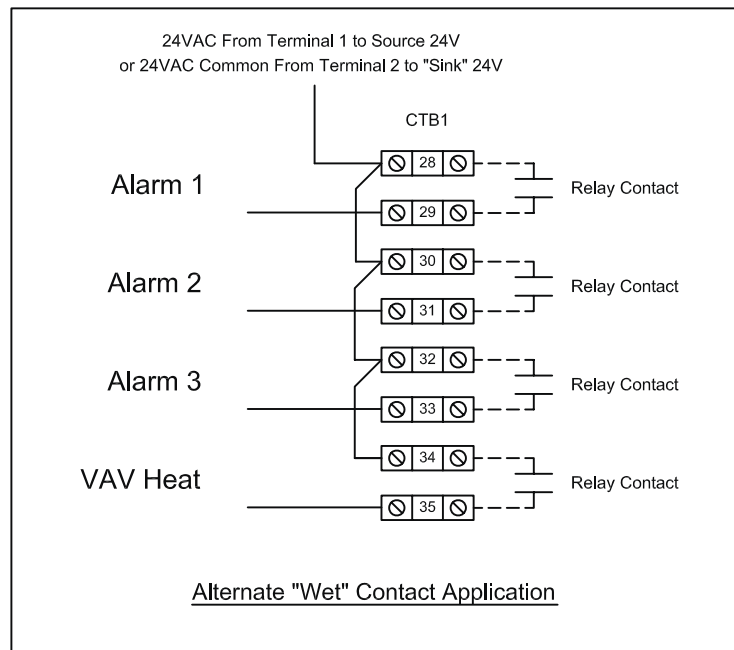 24VAC From Terminal 1 to Source 24V
or 24VAC Common From Terminal 2 to "Sink" 24V
CTB1
28
Alarm 1
Relay Contact
29
30
Alarm 2
Relay Contact
31
32
Alarm 3
Relay Contact
33
34
VAV Heat
Relay Contact
35
Alternate "Wet" Contact Application